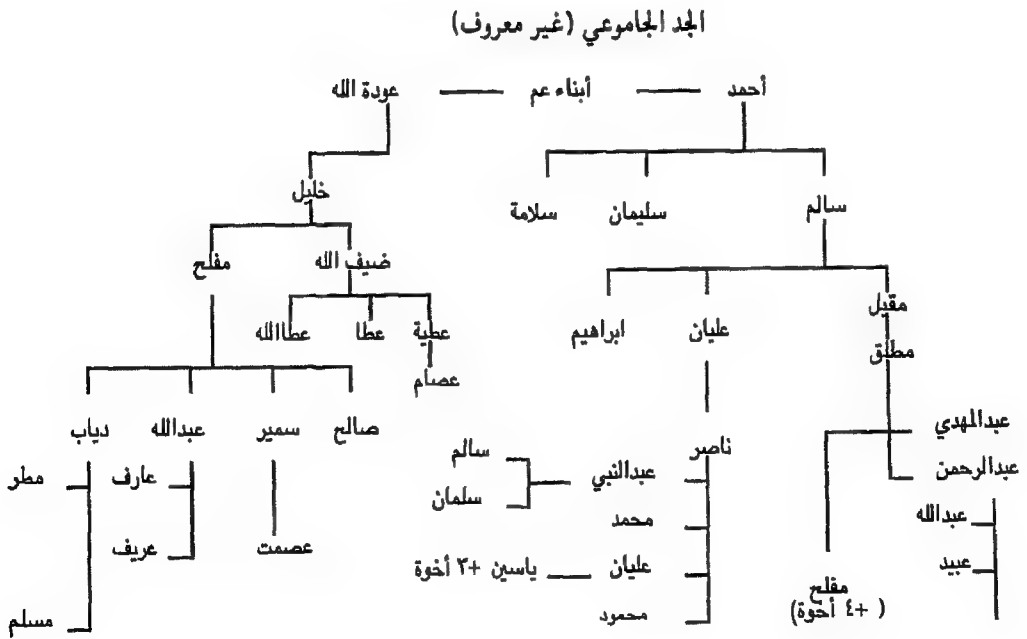 الجد الجاموعي (غير معروف)
أحمد أبناء عم عودة الله
خليل
سالم سليمان سلامة
ضيف الله مفلح
مقبل
عليان ابراهيم
عطية عطا عطاالله
مطلق
عصام
عبدالمهدي
ناصر
صالح سمير عبدالله دياب
سالم
عبدالرحمن
عبدالنبي
عارف
مطر
سلمان
عبدالله
محمد
عصمت
عريف
عبيد
عليان ياسين +٣ أخوة
مفلح
(+٤ أخوة)
محمود
مسلم